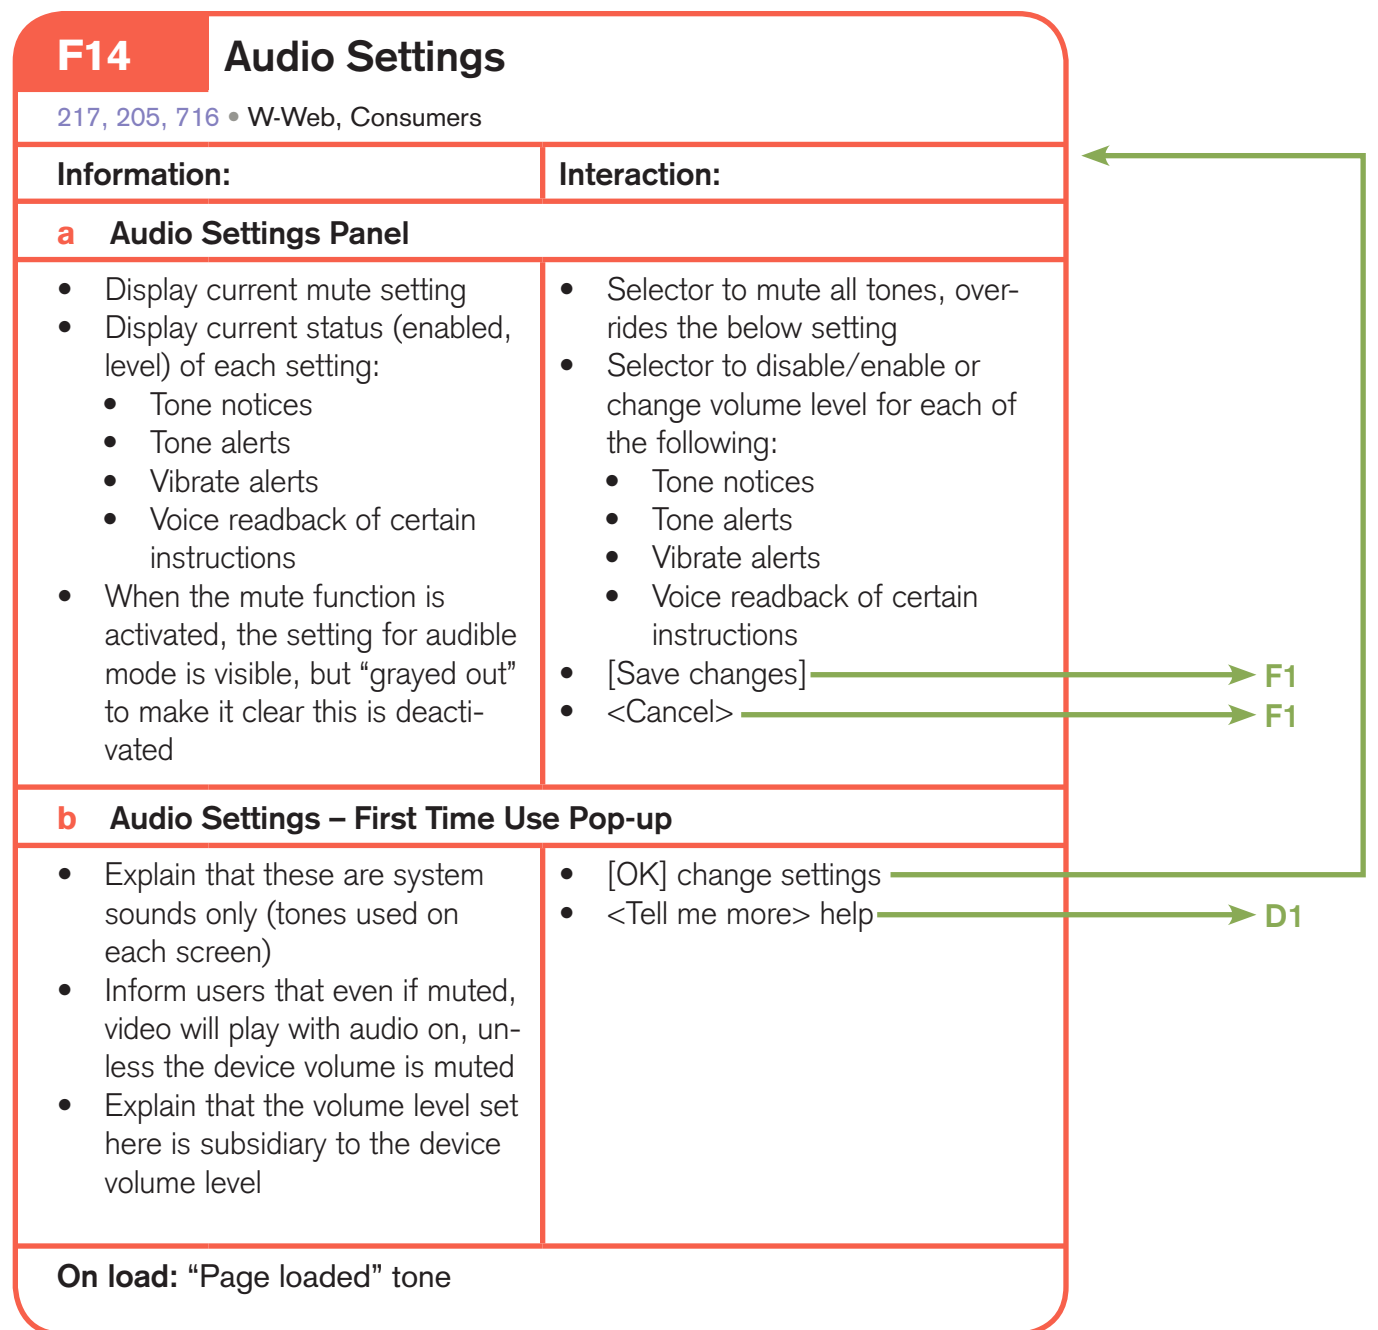 F14 Audio Settings
217, 205, 716 • W-Web, Consumers
Information:
Interaction:
a Audio Settings Panel
• Display current mute setting
• Display current status (enabled,
level) of each setting:
• Tone notices
• Tone alerts
• Vibrate alerts
• Voice readback of certain
instructions
• When the mute function is
activated, the setting for audible
mode is visible, but “grayed out”
to make it clear this is deacti-
vated
• Selector to mute all tones, over-
rides the below setting
• Selector to disable/enable or
change volume level for each of
the following:
• Tone notices
• Tone alerts
• Vibrate alerts
• Voice readback of certain
instructions
• [Save changes] F1
• <Cancel> F1
b Audio Settings – First Time Use Pop-up
• Explain that these are system
sounds only (tones used on
each screen)
• Inform users that even if muted,
video will play with audio on, un-
less the device volume is muted
• Explain that the volume level set
here is subsidiary to the device
volume level
• [OK] change settings
• <Tell me more> help D1
On load: “Page loaded” tone